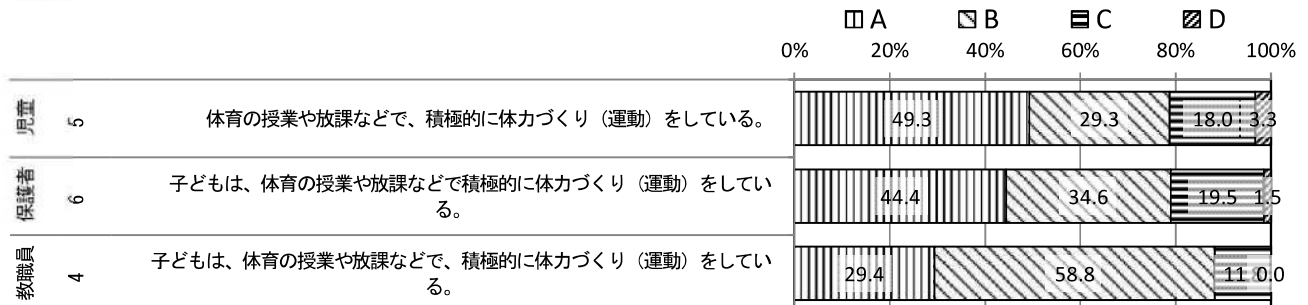 A B C D
0% 20% 40% 60% 80% 100%
児童 5 体育の授業や放課などで、積極的に体力づくり（運動）をしている。 49.3 29.3 18.0 3.3
保護者 6 子どもは、体育の授業や放課などで積極的に体力づくり（運動）をしてい
る。 44.4 34.6 19.5 1.5
教職員 4 子どもは、体育の授業や放課などで、積極的に体力づくり（運動）をしてい
る。 29.4 58.8 0.0